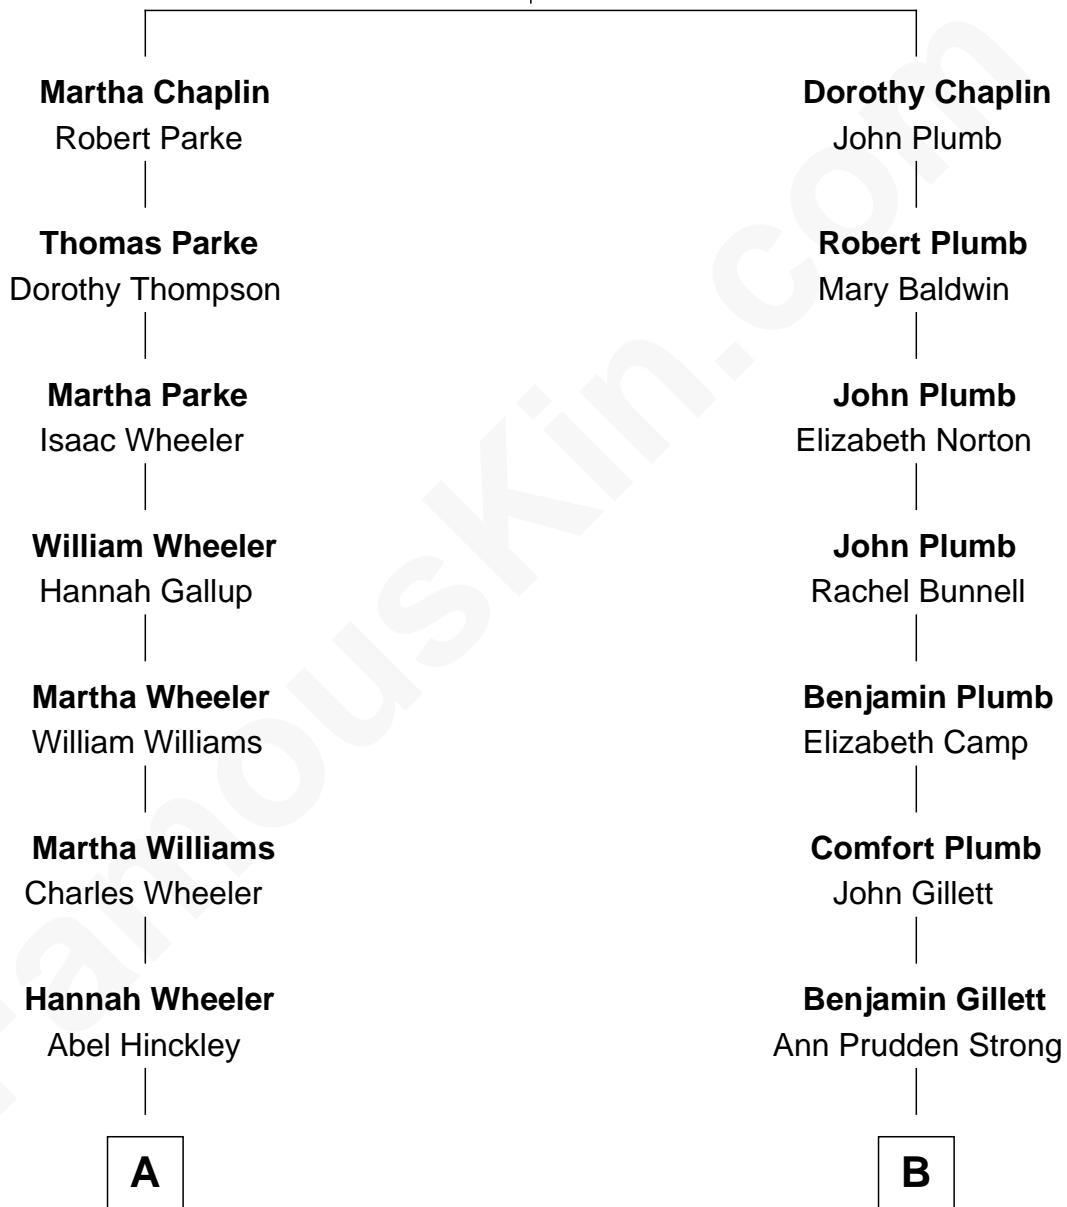 Martha Chaplin
Robert Parke
Thomas Parke
Dorothy Thompson
Martha Parke
Isaac Wheeler
William Wheeler
Hannah Gallup
Martha Wheeler
William Williams
Martha Williams
Charles Wheeler
Hannah Wheeler
Abel Hinckley
A
Dorothy Chaplin
John Plumb
Robert Plumb
Mary Baldwin
John Plumb
Elizabeth Norton
John Plumb
Rachel Bunnell
Benjamin Plumb
Elizabeth Camp
Comfort Plumb
John Gillett
Benjamin Gillett
Ann Prudden Strong
B
FamousKin.com